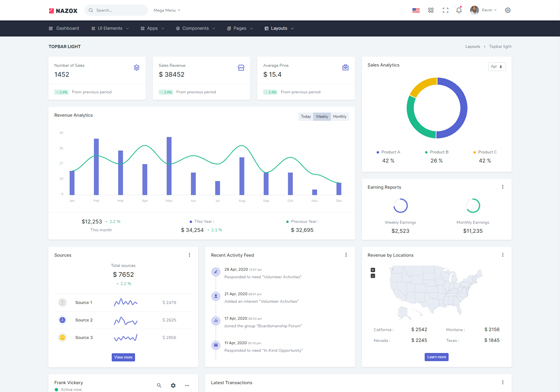 NAZOX
Search...
Mega Menu
Kevin
Dashboard
UI Elements
Apps
Components
Pages
Layouts
TOPBAR LIGHT
Layouts
Topbar light
Number of Sales
1452
2.4%
From previous period
Sales Revenue
$ 38452
2.4%
From previous period
Average Price
$ 15.4
2.4%
From previous period
Sales Analytics
Apr
Product A
42 %
Product B
26 %
Product C
42 %
Revenue Analytics
Today
Weekly
Monthly
Jan
Feb
Mar
Apr
May
Jun
Jul
Aug
Sep
Oct
Nov
Dec
$12,253
2.2 %
This month
This Year :
$ 34,254
2.1 %
Previous Year :
$ 32,695
Earning Reports
Weekly Earnings
$2,523
Monthly Earnings
$11,235
Sources
Total sources
$ 7652
2.2 %
Source 1
$ 2478
Source 2
$ 2625
Source 3
$ 2856
View more
Recent Activity Feed
28 Apr, 2020
Responded to need "Volunteer Activities"
21 Apr, 2020
Added an interest "Volunteer Activities"
17 Apr, 2020
Joined the group "Boardsmanship Forum"
11 Apr, 2020
Responded to need "In-Kind Opportunity"
Revenue by Locations
California :
$ 2542
Montana :
$ 2156
Nevada :
$ 2245
Texas :
$ 1845
Learn more
Frank Vickery
Active now
Latest Transactions